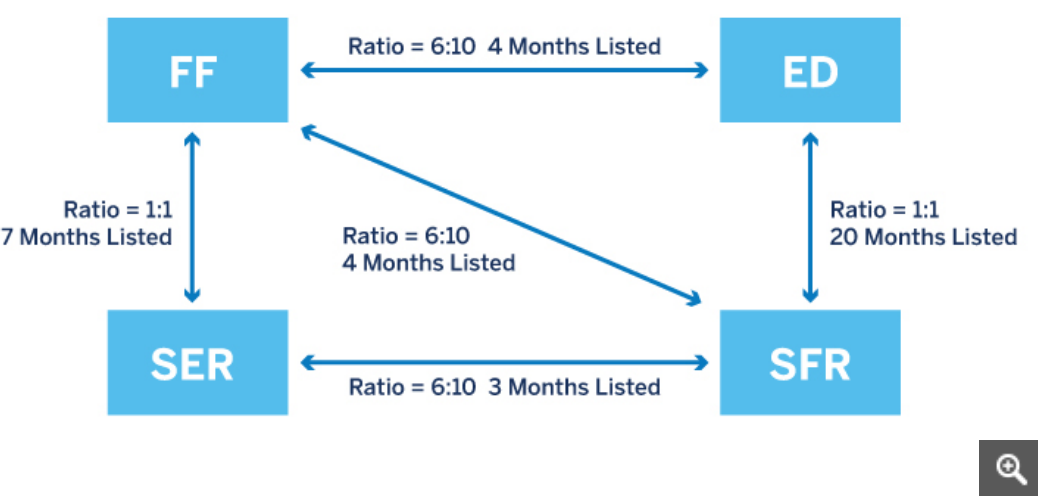 Ratio = 6:10  4 Months Listed
FF
ED
Ratio = 1:1
7 Months Listed
Ratio = 6:10
4 Months Listed
Ratio = 1:1
20 Months Listed
SER
SFR
Ratio = 6:10  3 Months Listed